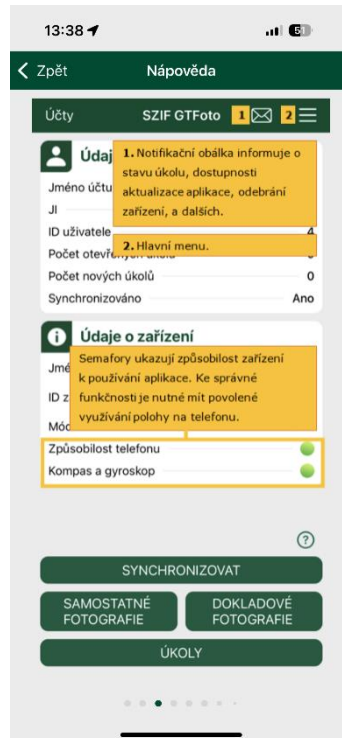 13:38
51
Zpět
Nápověda
Účty
SZIF GTFoto
1
2
Údaj
1. Notifikační obálka informuje o
stavu úkolu, dostupnosti
aktualizace aplikace, odebrání
zařízení, a dalších.
Jméno účtu
JI
ID uživatele
4
2. Hlavní menu.
Počet otevřených
Počet nových úkolů
0
Synchronizováno
Ano
Údaje o zařízení
Semafory ukazují způsobilost zařízení
k používání aplikace. Ke správné
funkčnosti je nutné mít povolené
využívání polohy na telefonu.
Jmé
ID z
Mód
Způsobilost telefonu
Kompas a gyroskop
?
SYNCHRONIZOVAT
SAMOSTATNÉ
FOTOGRAFIE
DOKLADOVÉ
FOTOGRAFIE
ÚKOLY